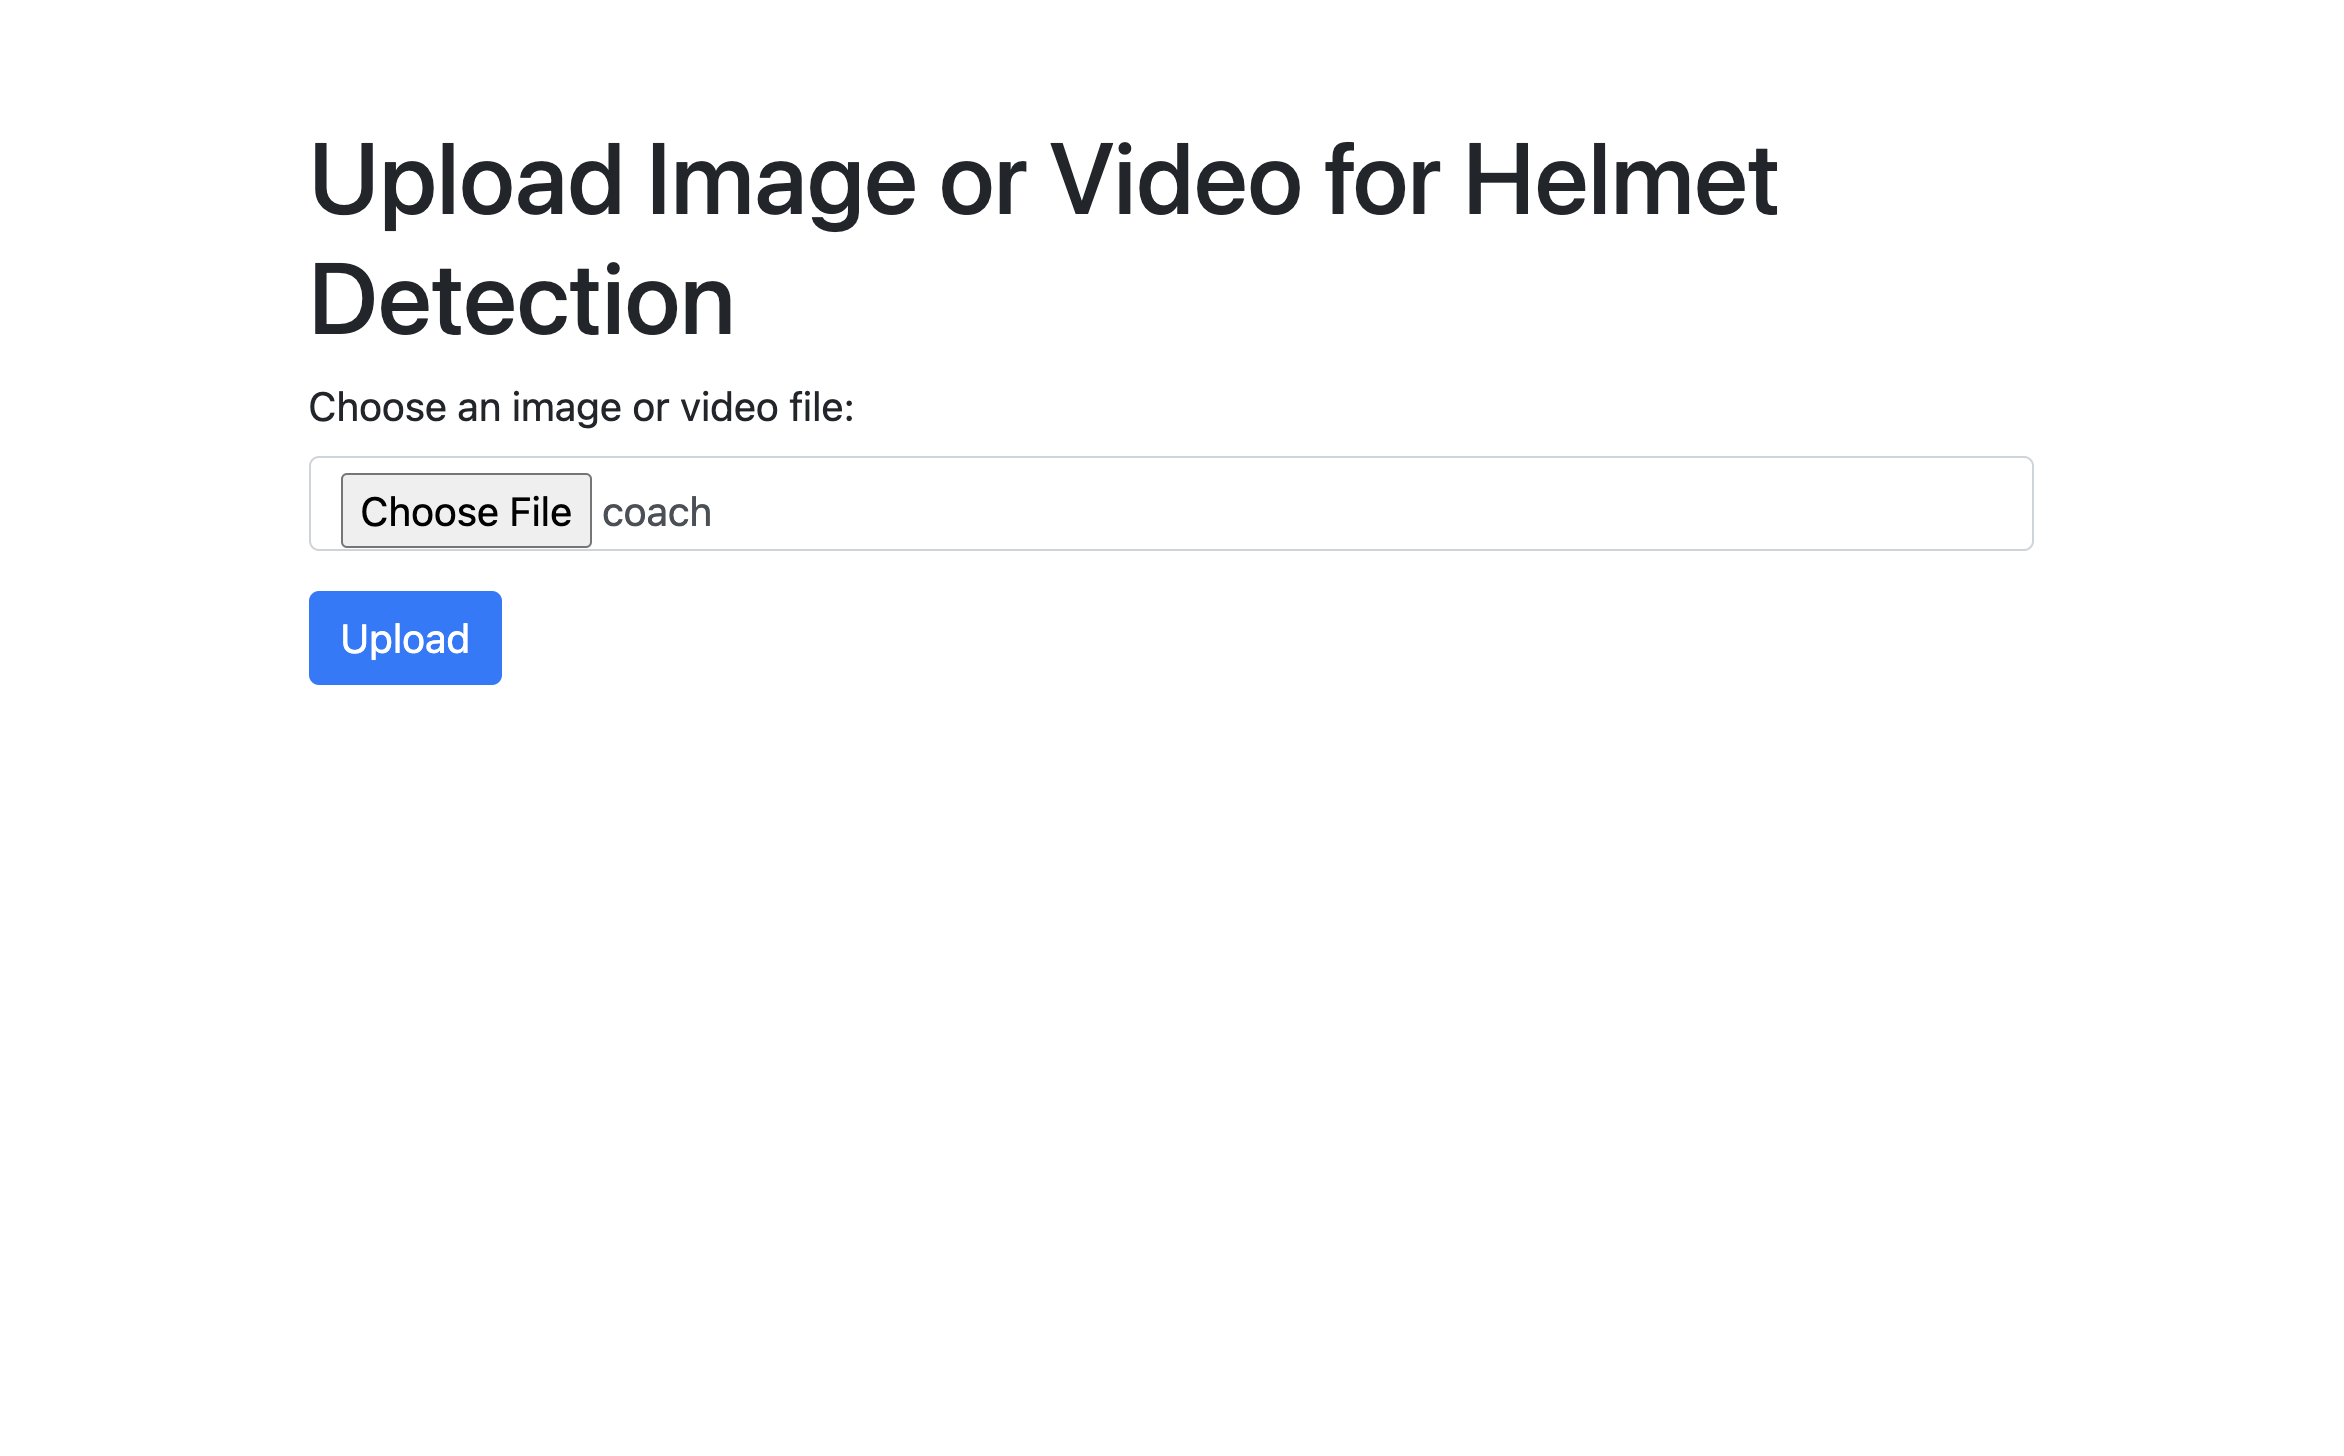 Upload Image or Video for Helmet
Detection
Choose an image or video file:
Choose File coach
Upload